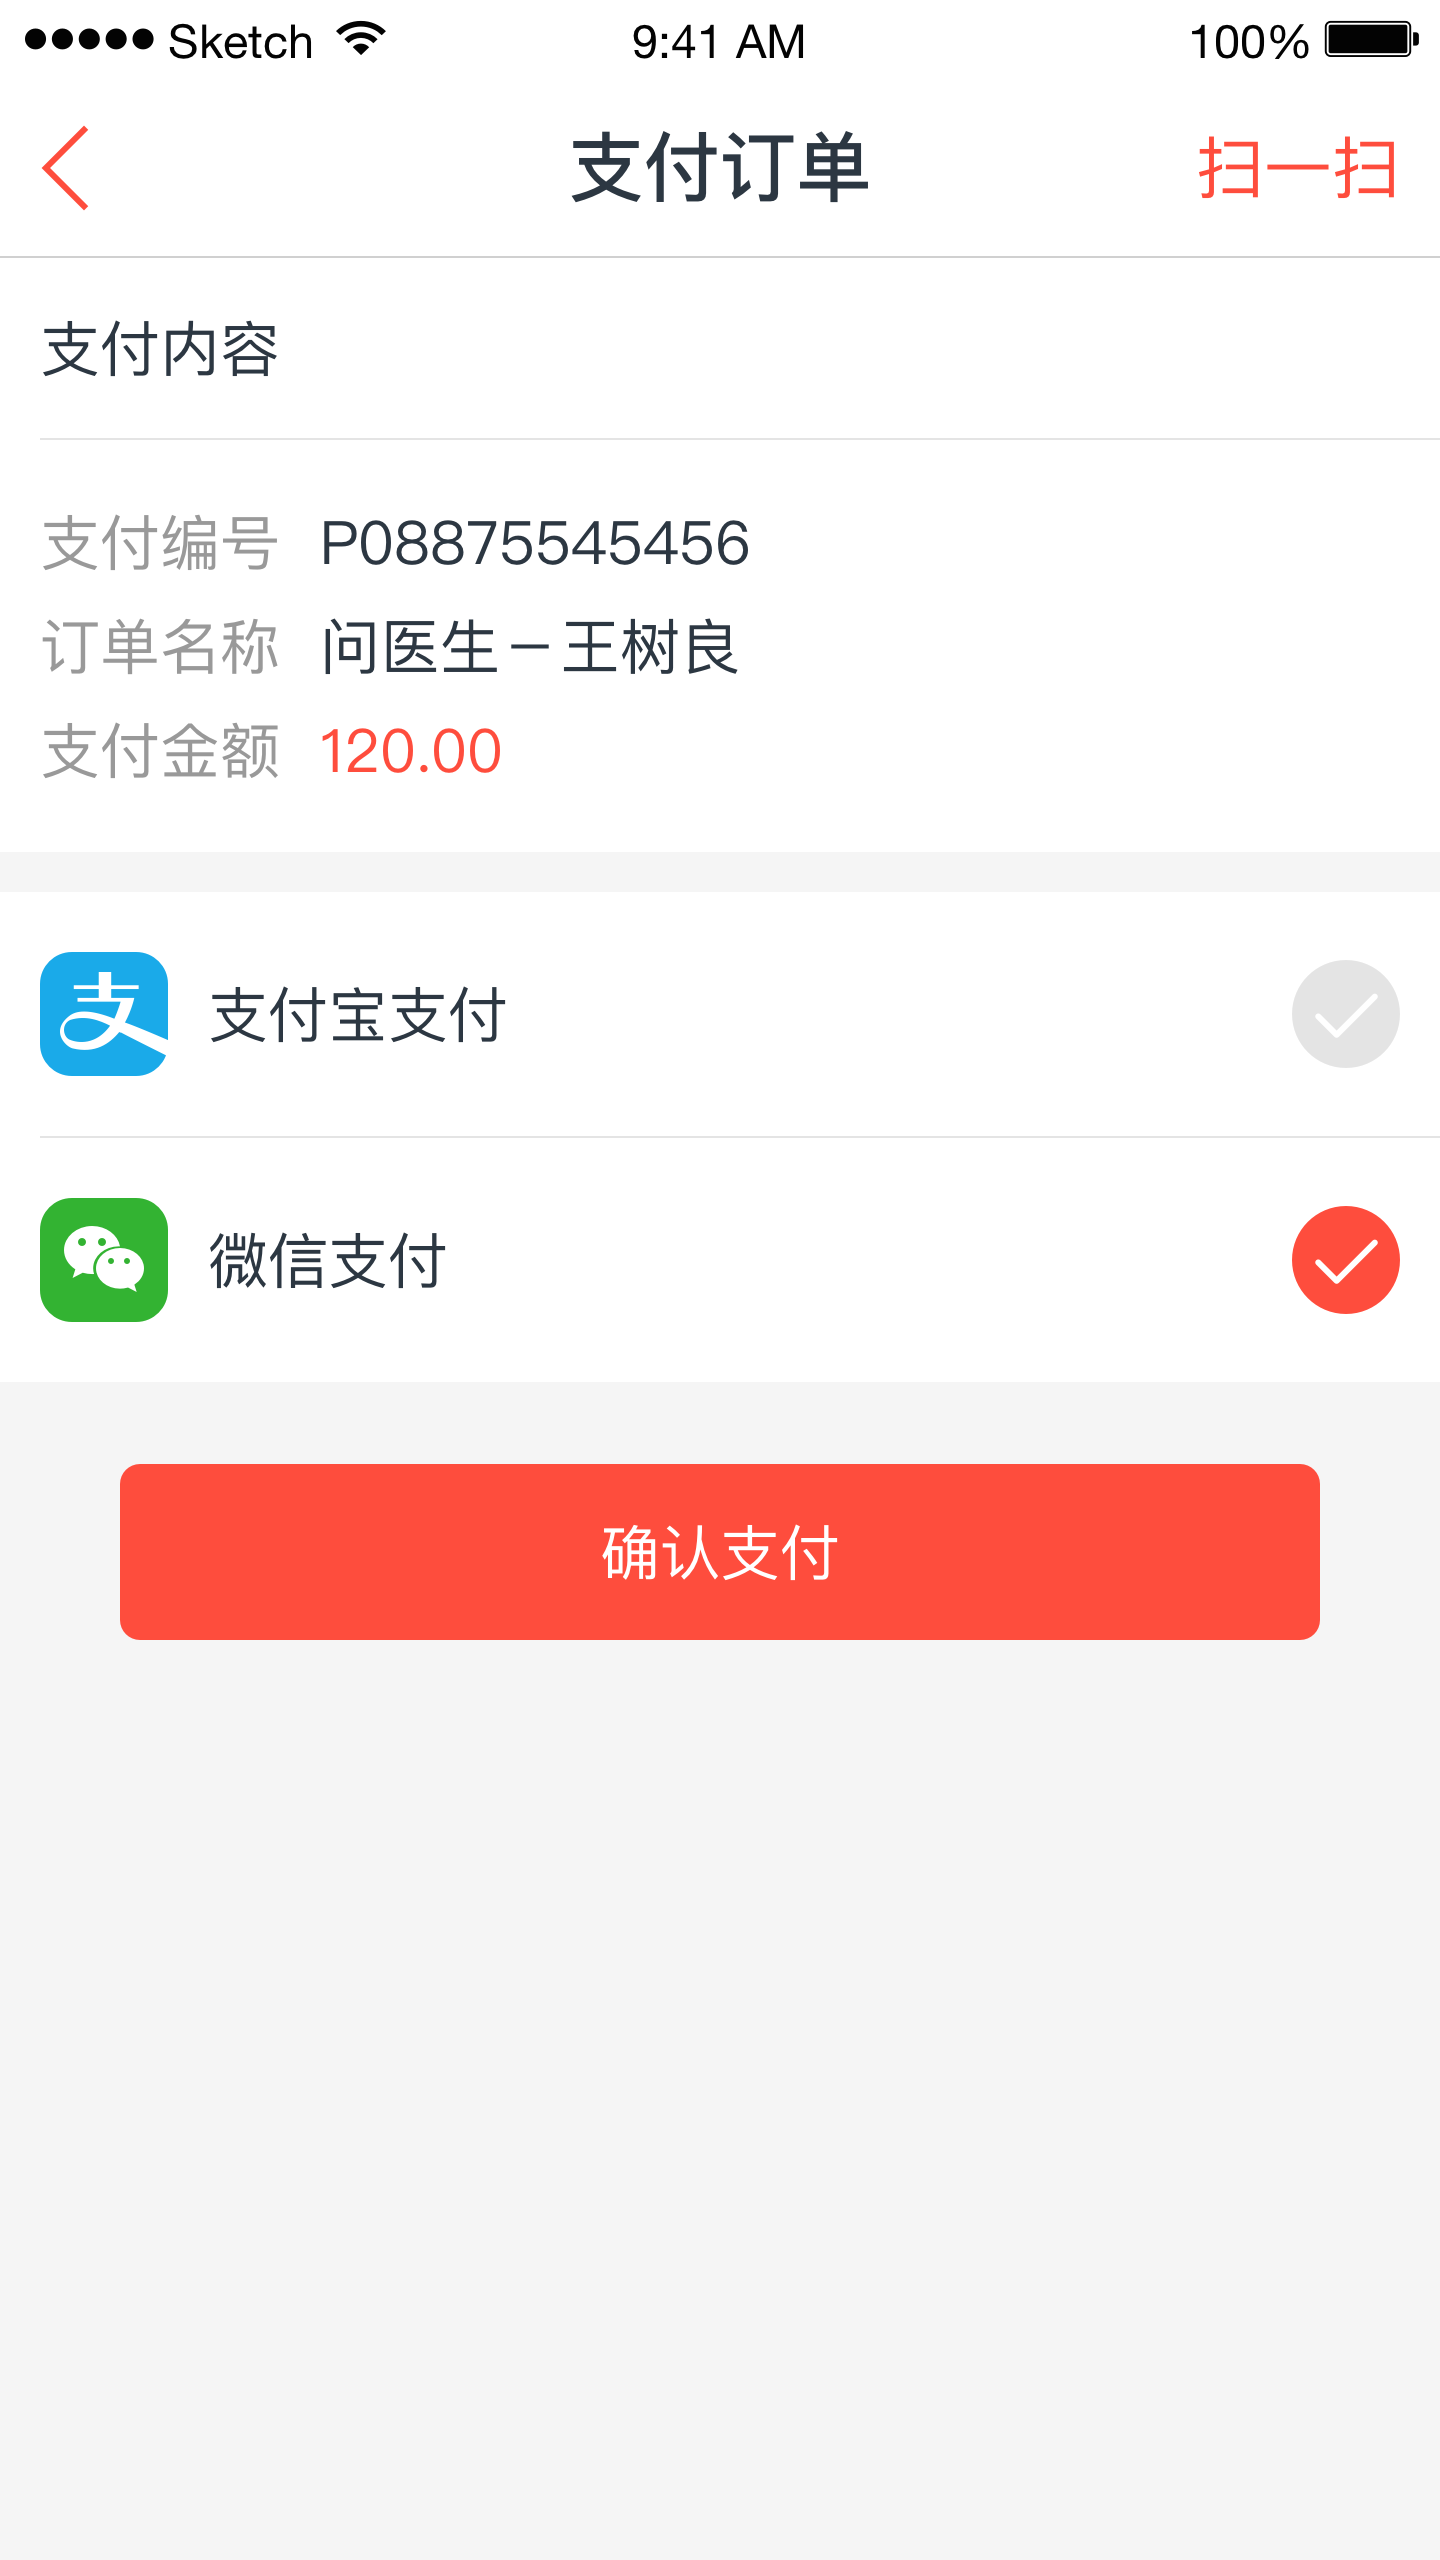 ●●●●● Sketch 9:41 AM 100%
支付订单 扫一扫
支付内容
支付编号 P08875545456
订单名称 问医生－王树良
支付金额 120.00
支 支付宝支付
微信支付
确认支付